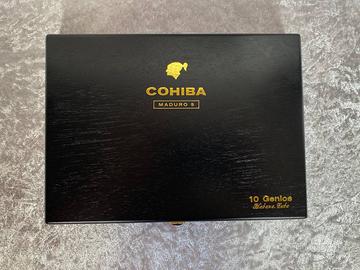 COHIBA
MADURO 5
10 Genios
Habana, Cuba